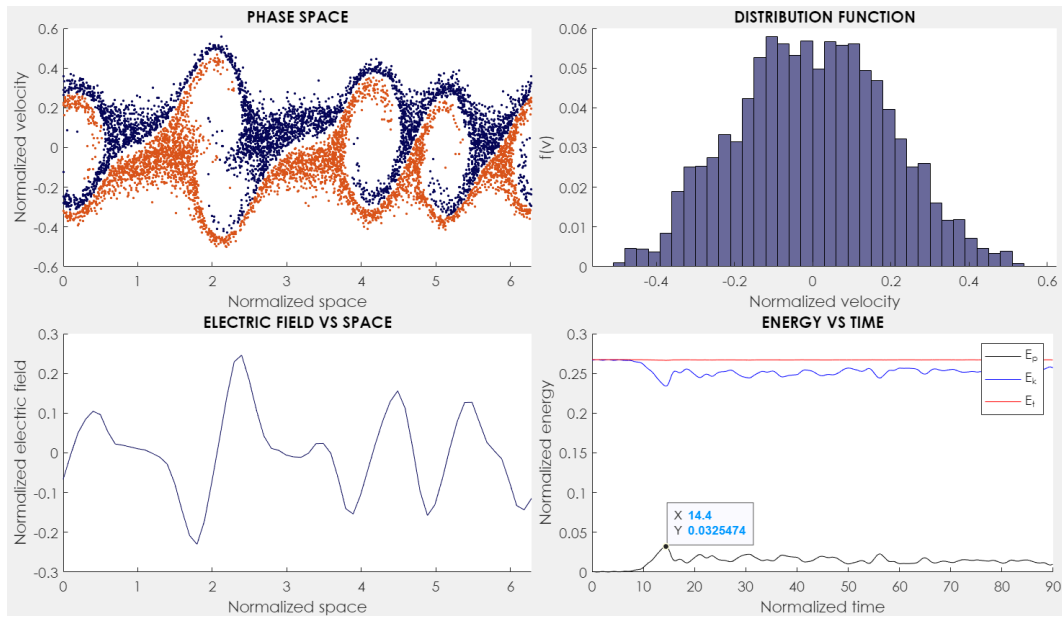 PHASE SPACE
Normalized velocity
0.6
0.4
0.2
0
-0.2
-0.4
-0.6
0 1 2 3 4 5 6
Normalized space
DISTRIBUTION FUNCTION
f(v)
0.06
0.05
0.04
0.03
0.02
0.01
0
-0.4 -0.2 0 0.2 0.4 0.6
Normalized velocity
ELECTRIC FIELD VS SPACE
Normalized electric field
0.3
0.2
0.1
0
-0.1
-0.2
-0.3
0 1 2 3 4 5 6
Normalized space
ENERGY VS TIME
Normalized energy
0.3
0.25
0.2
0.15
0.1
0.05
0
0 10 20 30 40 50 60 70 80 90
Normalized time
E_p
E_k
E_t
X 14.4
Y 0.0325474